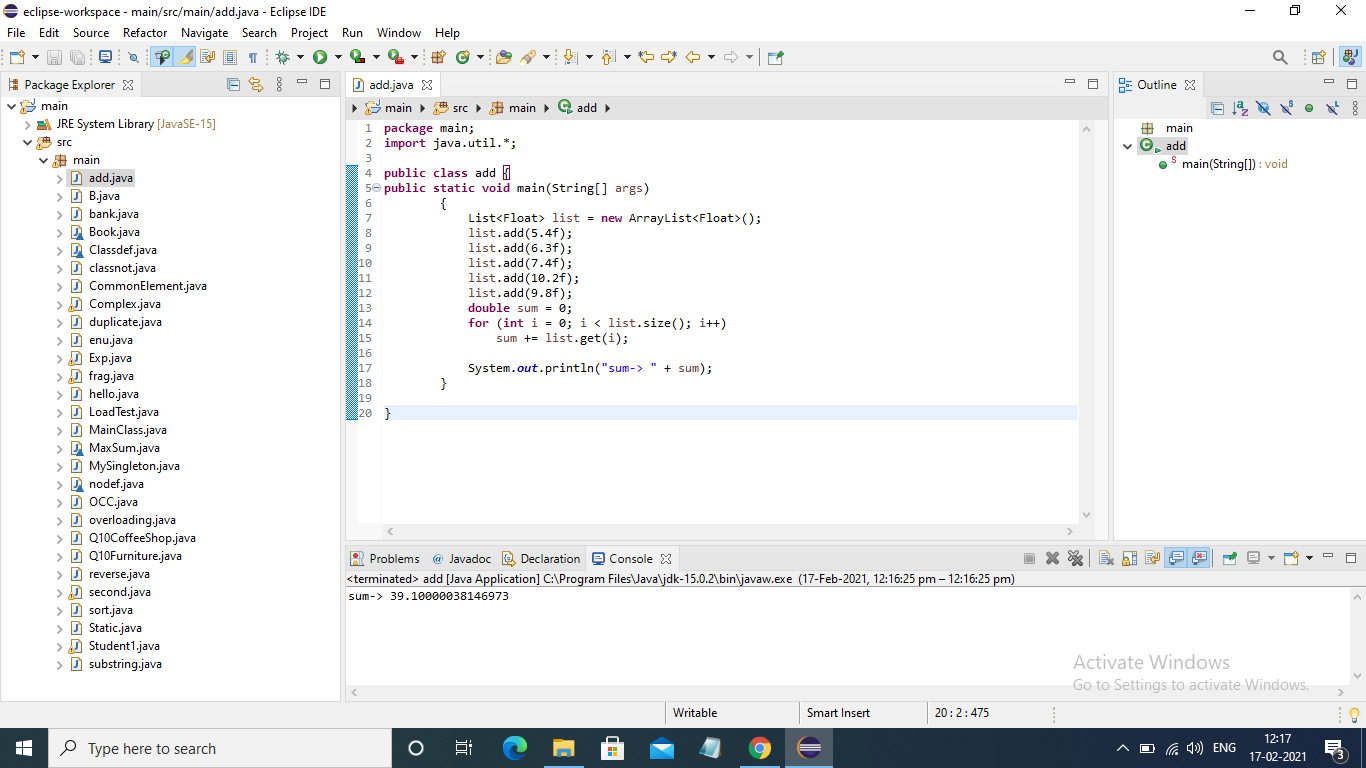 eclipse-workspace - main/src/main/add.java - Eclipse IDE
File Edit Source Refactor Navigate Search Project Run Window Help
Package Explorer
main
JRE System Library [JavaSE-15]
src
main
add.java
B.java
bank.java
Book.java
Classdef.java
classnot.java
CommonElement.java
Complex.java
duplicate.java
enu.java
Exp.java
frag.java
hello.java
LoadTest.java
MainClass.java
MaxSum.java
MySingleton.java
nodef.java
OCC.java
overloading.java
Q10CoffeeShop.java
Q10Furniture.java
reverse.java
second.java
sort.java
Static.java
Student1.java
substring.java
add.java
main src main add
1 package main;
2 import java.util.*;
3
4 public class add {
5 public static void main(String[] args)
6 {
7 List<Float> list = new ArrayList<Float>();
8 list.add(5.4f);
9 list.add(6.3f);
10 list.add(7.4f);
11 list.add(10.2f);
12 list.add(9.8f);
13 double sum = 0;
14 for (int i = 0; i < list.size(); i++)
15 sum += list.get(i);
16
17 System.out.println("sum-> " + sum);
18 }
19
20 }
Outline
main
add
main(String[]) : void
Problems @ Javadoc Declaration Console
<terminated> add [Java Application] C:\Program Files\Java\jdk-15.0.2\bin\javaw.exe (17-Feb-2021, 12:16:25 pm – 12:16:25 pm)
sum-> 39.10000038146973
Activate Windows
Go to Settings to activate Windows.
Writable Smart Insert 20 : 2 : 475
Type here to search
ENG
12:17
17-02-2021
3